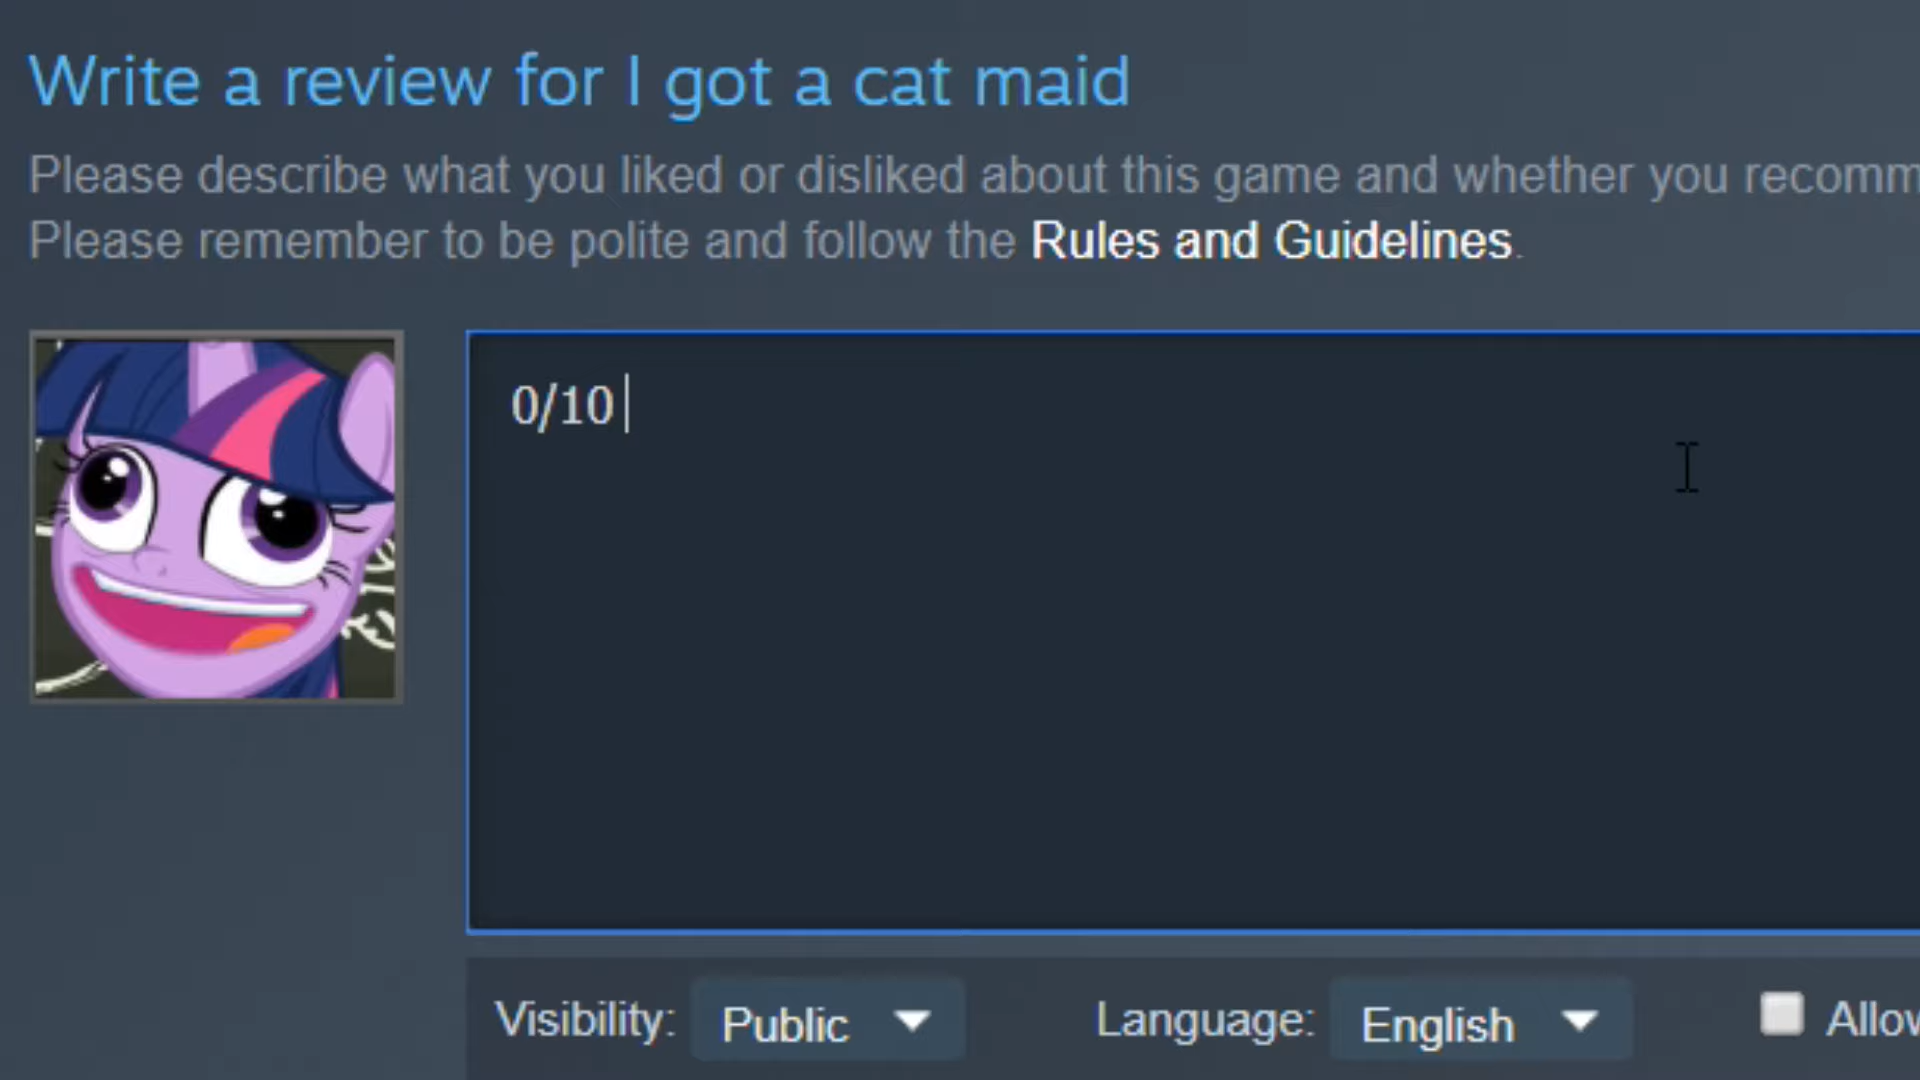 Write a review for I got a cat maid
Please describe what you liked or disliked about this game and whether you recomm
Please remember to be polite and follow the Rules and Guidelines.
0/10
Visibility: Public Language: English Allow